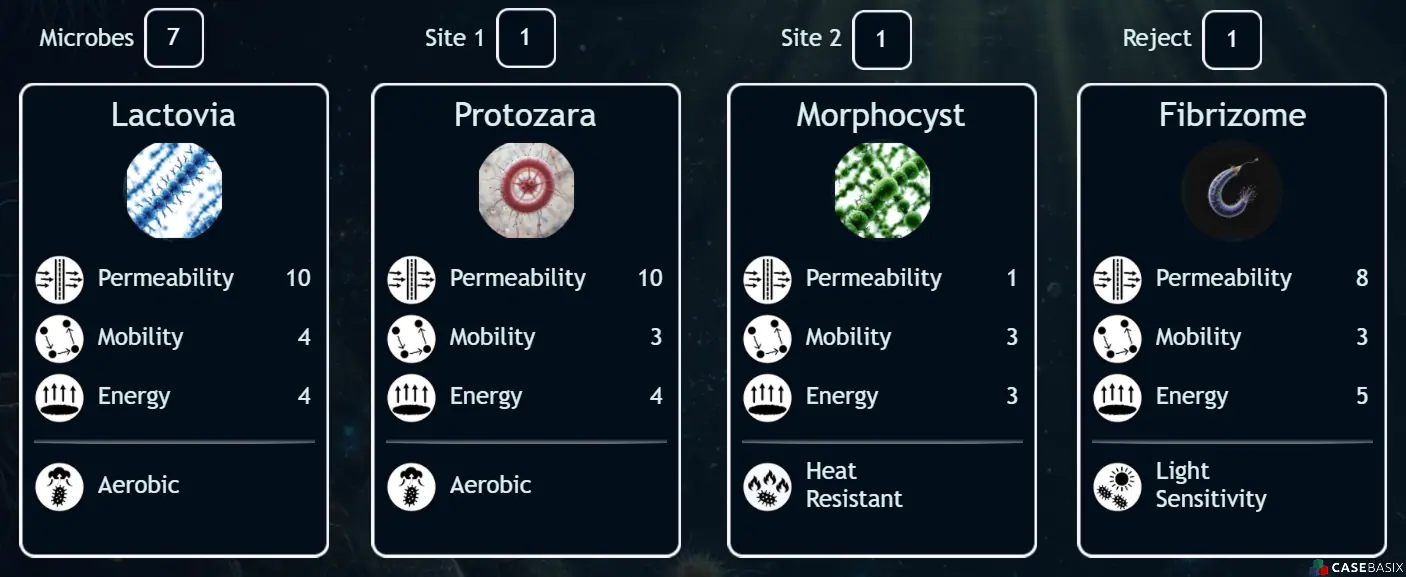 Microbes 7
Site 1 1
Site 2 1
Reject 1
Lactovia
Permeability 10
Mobility 4
Energy 4
Aerobic
Protozara
Permeability 10
Mobility 3
Energy 4
Aerobic
Morphocyst
Permeability 1
Mobility 3
Energy 3
Heat
Resistant
Fibrizome
Permeability 8
Mobility 3
Energy 5
Light
Sensitivity
CASEBASIX